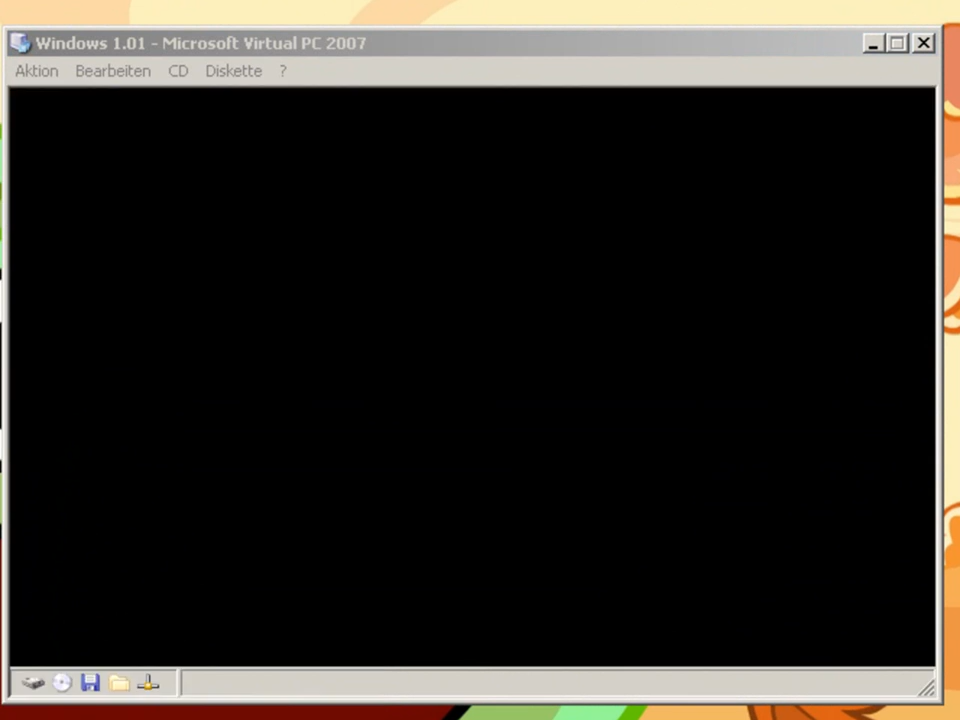 Windows 1.01 - Microsoft Virtual PC 2007
Aktion Bearbeiten CD Diskette ?